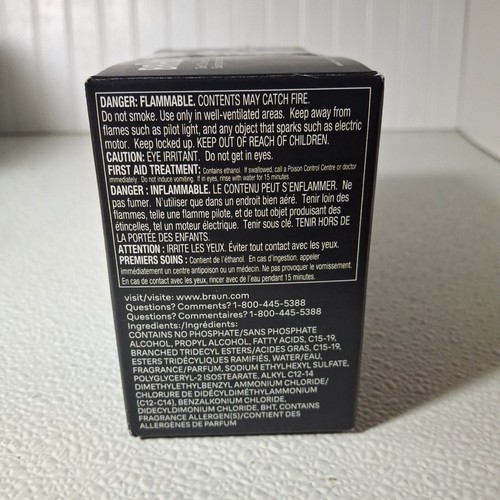 DANGER: FLAMMABLE. CONTENTS MAY CATCH FIRE.
Do not smoke. Use only in well-ventilated areas. Keep away from
flames such as pilot light, and any object that sparks such as electric
motor. Keep locked up. KEEP OUT OF REACH OF CHILDREN.
CAUTION: EYE IRRITANT. Do not get in eyes.
FIRST AID TREATMENT: Contains ethanol. If swallowed, call a Poison Control Centre or doctor
immediately. Do not induce vomiting. If in eyes, rinse with water for 15 minutes.
DANGER : INFLAMMABLE. LE CONTENU PEUT S'ENFLAMMER. Ne
pas fumer. N'utiliser que dans un endroit bien aéré. Tenir loin des
flammes, telle une flamme pilote, et de tout objet produisant des
étincelles, tel un moteur électrique. Tenir sous clé. TENIR HORS DE
LA PORTÉE DES ENFANTS.
ATTENTION : IRRITE LES YEUX. Éviter tout contact avec les yeux.
PREMIERS SOINS : Contient de l'éthanol. En cas d'ingestion, appeler
immédiatement un centre antipoison ou un médecin. Ne pas provoquer le vomissement.
En cas de contact avec les yeux, rincer avec de l'eau pendant 15 minutes.
visit/visite: www.braun.com
Questions? Comments? 1-800-445-5388
Questions? Commentaires? 1-800-445-5388
Ingredients:/Ingrédients:
CONTAINS NO PHOSPHATE/SANS PHOSPHATE
ALCOHOL, PROPYL ALCOHOL, FATTY ACIDS, C15-19,
BRANCHED TRIDECYL ESTERS/ACIDES GRAS, C15-19,
ESTERS TRIDÉCYLIQUES RAMIFIÉS, WATER/EAU,
FRAGRANCE/PARFUM, SODIUM ETHYLHEXYL SULFATE,
POLYGLYCERYL-2 ISOSTEARATE, ALKYL C12-14
DIMETHYLETHYLBENZYL AMMONIUM CHLORIDE/
CHLORURE DE DIDÉCYLDIMÉTHYLAMMONIUM
(C12-C14), BENZALKONIUM CHLORIDE,
DIDECYLDIMONIUM CHLORIDE, BHT, CONTAINS
FRAGRANCE ALLERGEN(S)/CONTIENT DES
ALLERGÈNES DE PARFUM